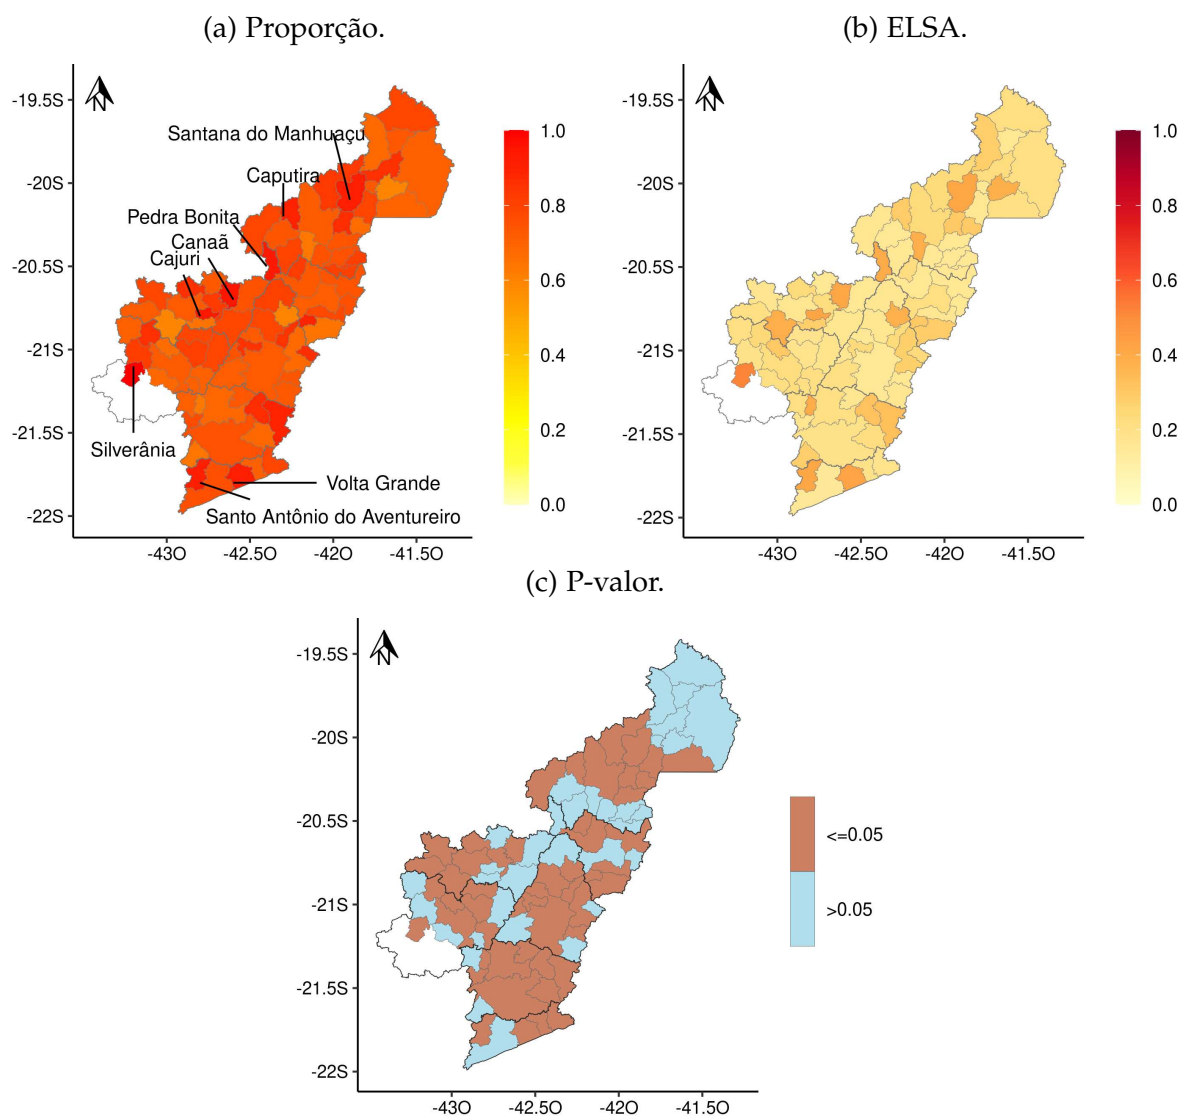 (a) Proporção.
-19.5S
-20S
-20.5S
-21S
-21.5S
-22S
N
Santana do Manhuaçu
Caputira
Pedra Bonita
Canaã
Cajuri
Silverânia
Volta Grande
Santo Antônio do Aventureiro
-43O
-42.5O
-42O
-41.5O
1.0
0.8
0.6
0.4
0.2
0.0
(b) ELSA.
-19.5S
-20S
-20.5S
-21S
-21.5S
-22S
N
-43O
-42.5O
-42O
-41.5O
1.0
0.8
0.6
0.4
0.2
0.0
(c) P-valor.
-19.5S
-20S
-20.5S
-21S
-21.5S
-22S
N
-43O
-42.5O
-42O
-41.5O
<=0.05
>0.05